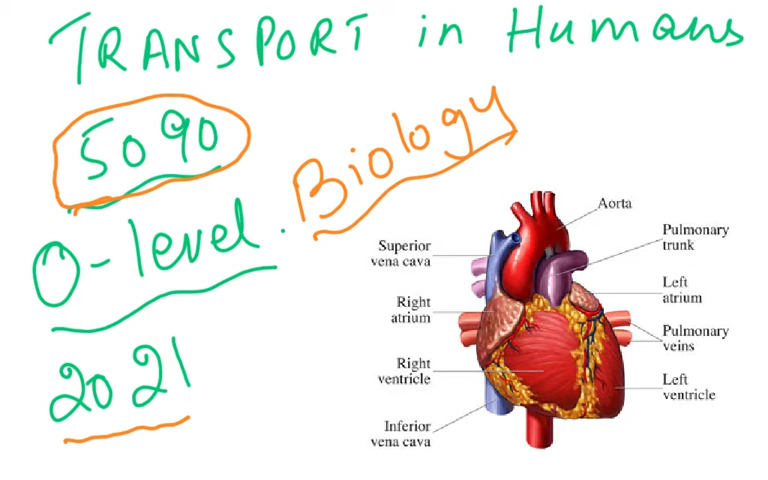 TRANSPORT in Humans
5090
Biology
O-level.
2021
Aorta
Pulmonary
trunk
Superior
vena cava
Left
atrium
Right
atrium
Pulmonary
veins
Right
ventricle
Left
ventricle
Inferior
vena cava